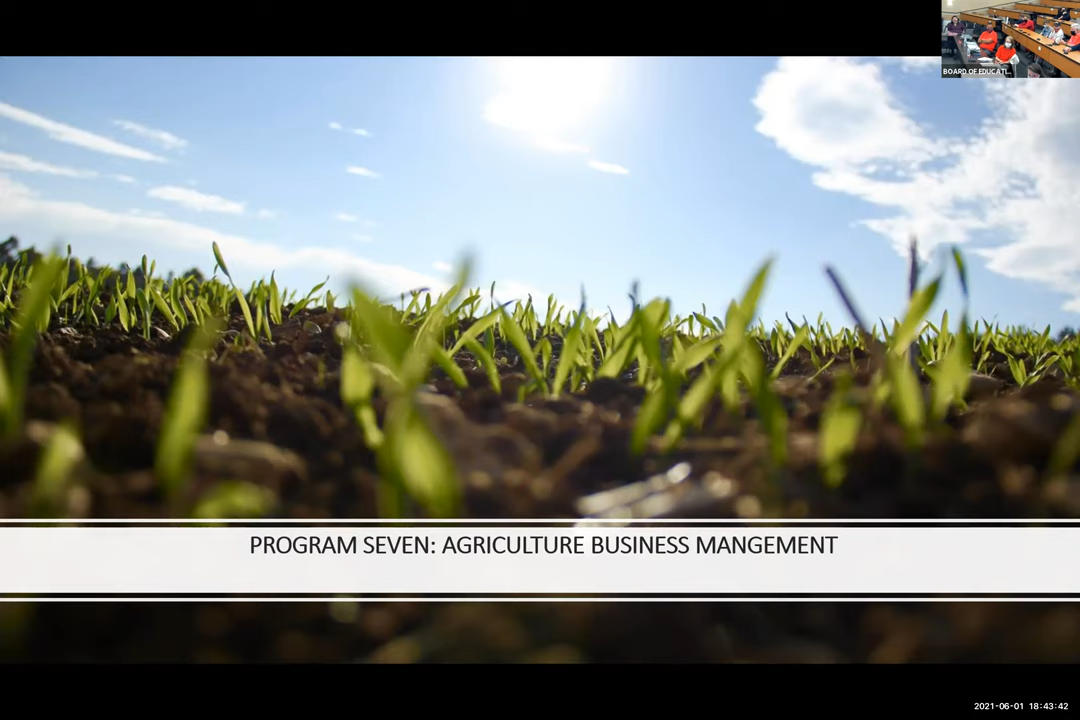 BOARD OF EDUCATI...
PROGRAM SEVEN: AGRICULTURE BUSINESS MANGEMENT
2021-06-01 18:43:42